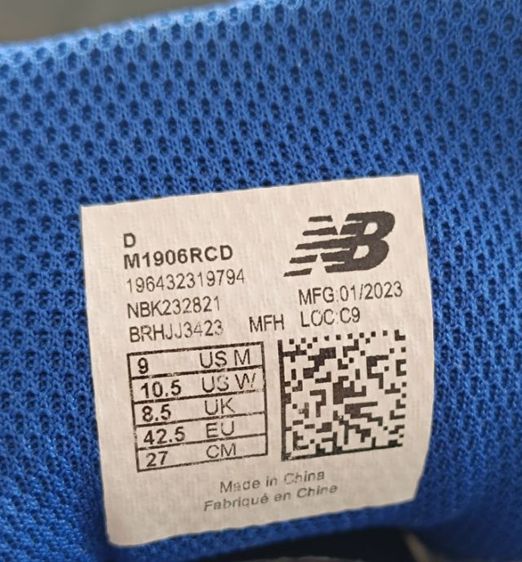 D
M1906RCD
196432319794
NBK232821
BRHJJ3423 MFH
NB
MFG:01/2023
LOC:C9
9 US M
10.5 US W
8.5 UK
42.5 EU
27 CM
Made in China
Fabriqué en Chine